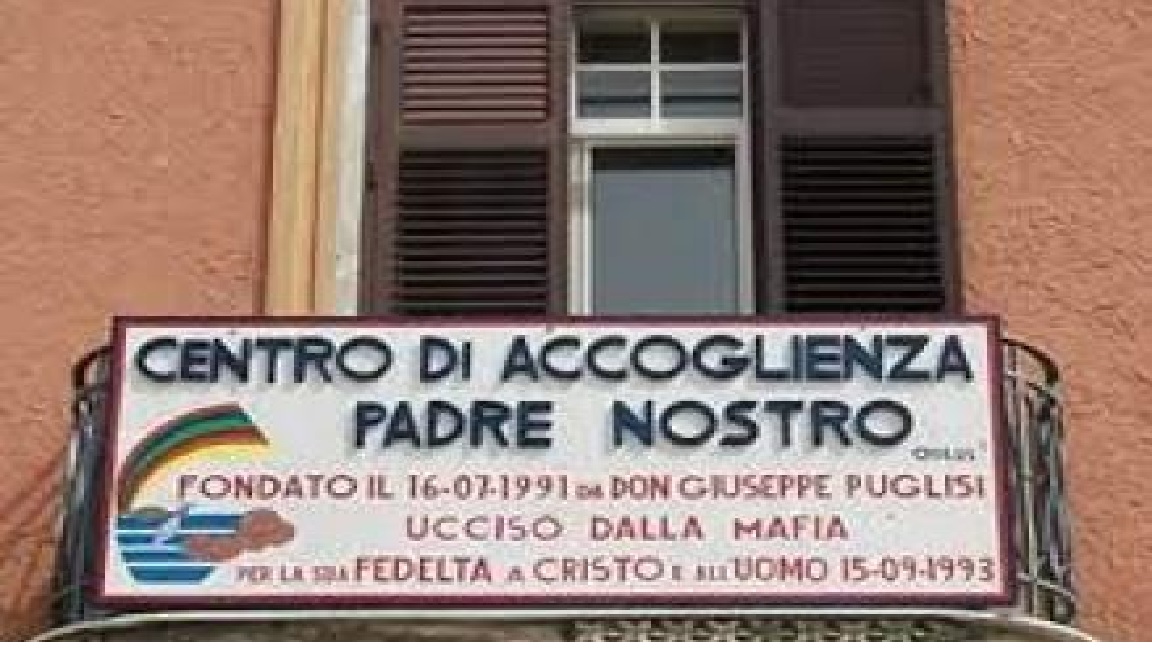 CENTRO Di ACCOGLIENZA
PADRE NOSTRO
ONLUS
FONDATO IL 16-07-1991 DA DON GIUSEPPE PUGLISI
UCCISO DALLA MAFIA
PER LA SUA FEDELTA A CRISTO E ALL'UOMO 15-09-1993